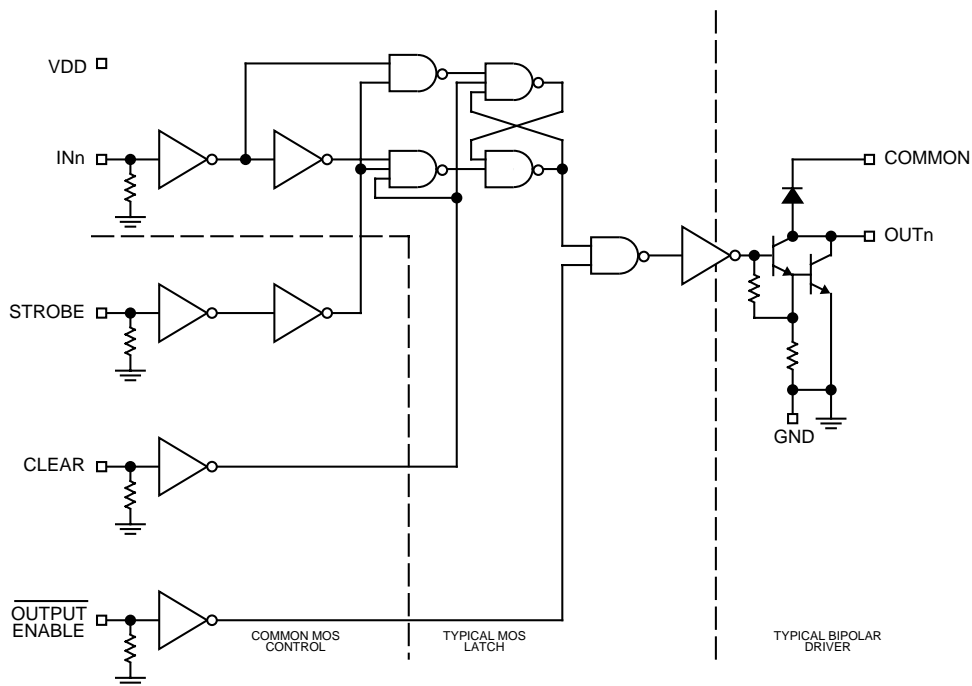 VDD
INn
COMMON
OUTn
STROBE
GND
CLEAR
OUTPUT
ENABLE
COMMON MOS
CONTROL
TYPICAL MOS
LATCH
TYPICAL BIPOLAR
DRIVER